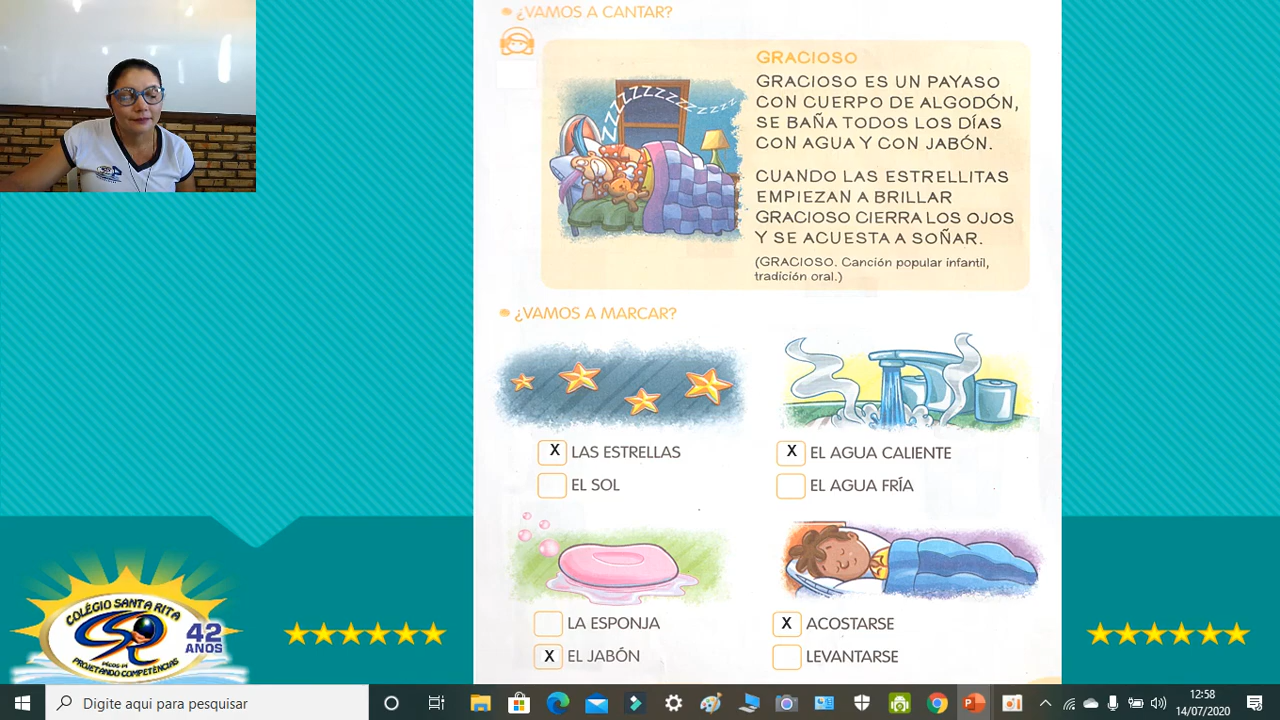 ¿VAMOS A CANTAR?
GRACIOSO
GRACIOSO ES UN PAYASO
CON CUERPO DE ALGODÓN,
SE BAÑA TODOS LOS DÍAS
CON AGUA Y CON JABÓN.
CUANDO LAS ESTRELLITAS
EMPIEZAN A BRILLAR
GRACIOSO CIERRA LOS OJOS
Y SE ACUESTA A SOÑAR.
(GRACIOSO. Canción popular infantil,
tradición oral.)
ZZZZZZZZZZZZZZZZ
¿VAMOS A MARCAR?
X LAS ESTRELLAS
EL SOL
X EL AGUA CALIENTE
EL AGUA FRÍA
LA ESPONJA
X EL JABÓN
X ACOSTARSE
LEVANTARSE
COLÉGIO SANTA RITA
42
ANOS
PROJETANDO COMPETÊNCIAS
Digite aqui para pesquisar
12:58
14/07/2020